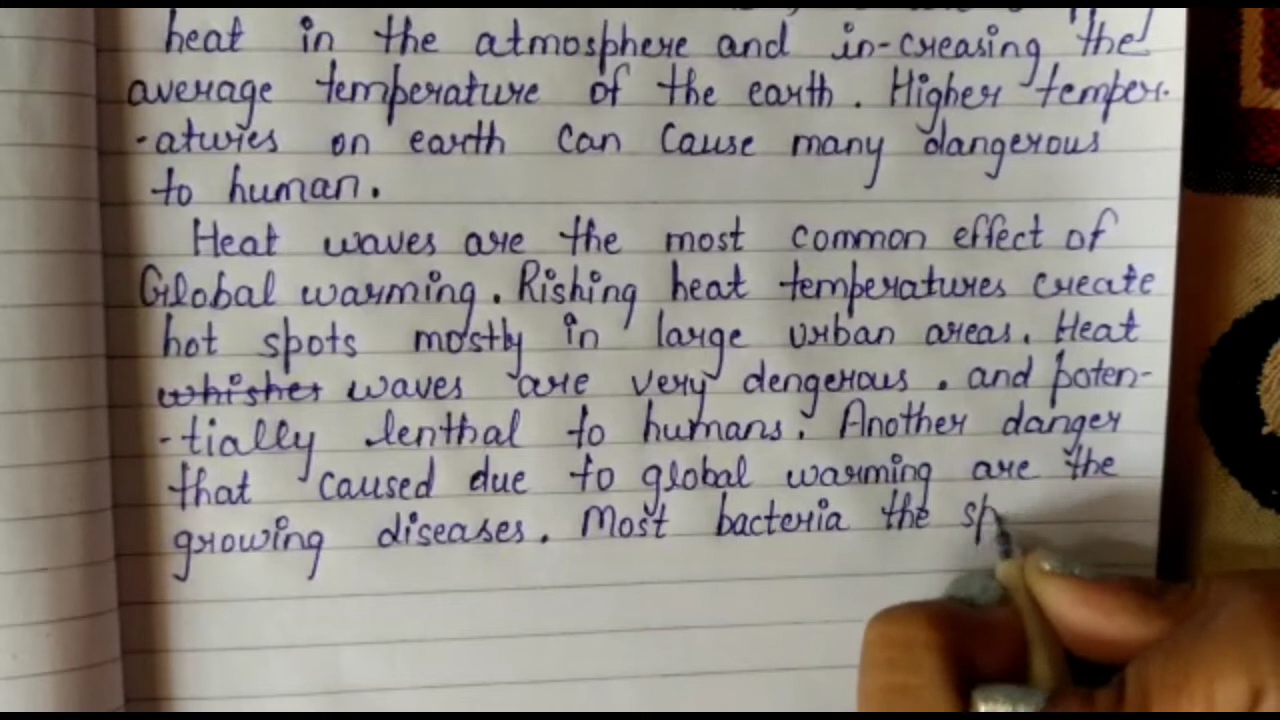 heat in the atmosphere and in-creasing the
average temperature of the earth. Higher temper-
-atures on earth can cause many dangerous
to human.
Heat waves are the most common effect of
Global warming. Rishing heat temperatures create
hot spots mostly in large urban areas. Heat
waves are very dengerous. and poten-
-tially lenthal to humans. Another danger
that caused due to global warming are the
growing diseases. Most bacteria the sp